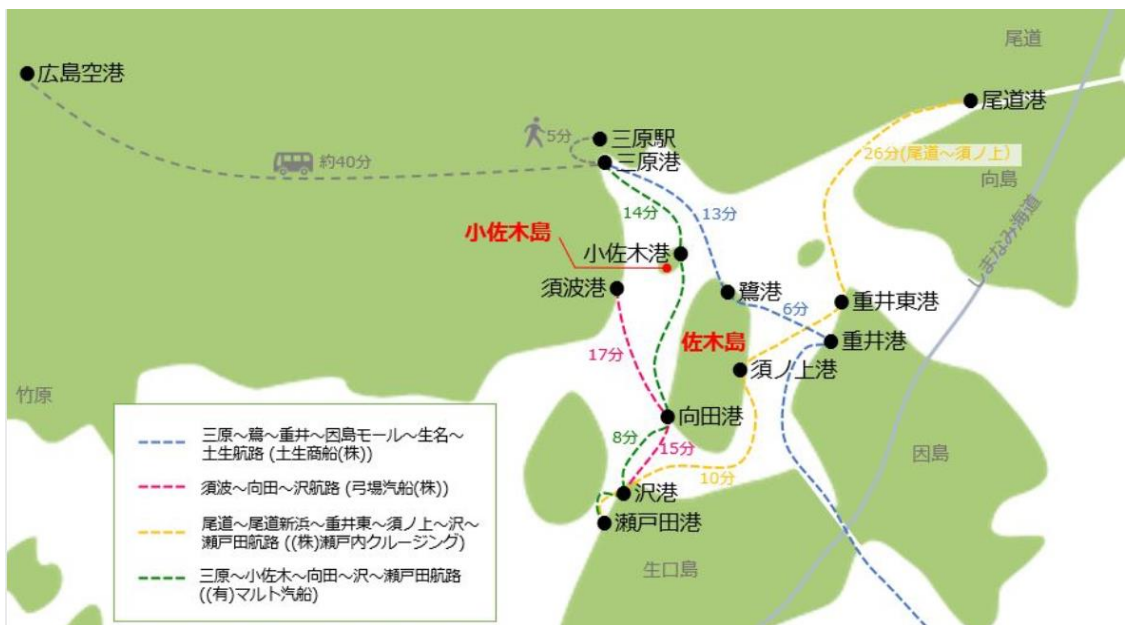 尾道
広島空港
尾道港
5分
三原駅
約40分
三原港
26分(尾道～須ノ上)
向島
14分
13分
しまなみ海道
小佐木島
小佐木港
須波港
鷺港
6分
重井東港
佐木島
重井港
17分
須ノ上港
竹原
向田港
8分
15分
因島
10分
沢港
瀬戸田港
生口島
三原～鷺～重井～因島モール～生名～
土生航路 (土生商船(株))
須波～向田～沢航路 (弓場汽船(株))
尾道～尾道新浜～重井東～須ノ上～沢～
瀬戸田航路 ((株)瀬戸内クルージング)
三原～小佐木～向田～沢～瀬戸田航路
((有)マルト汽船)